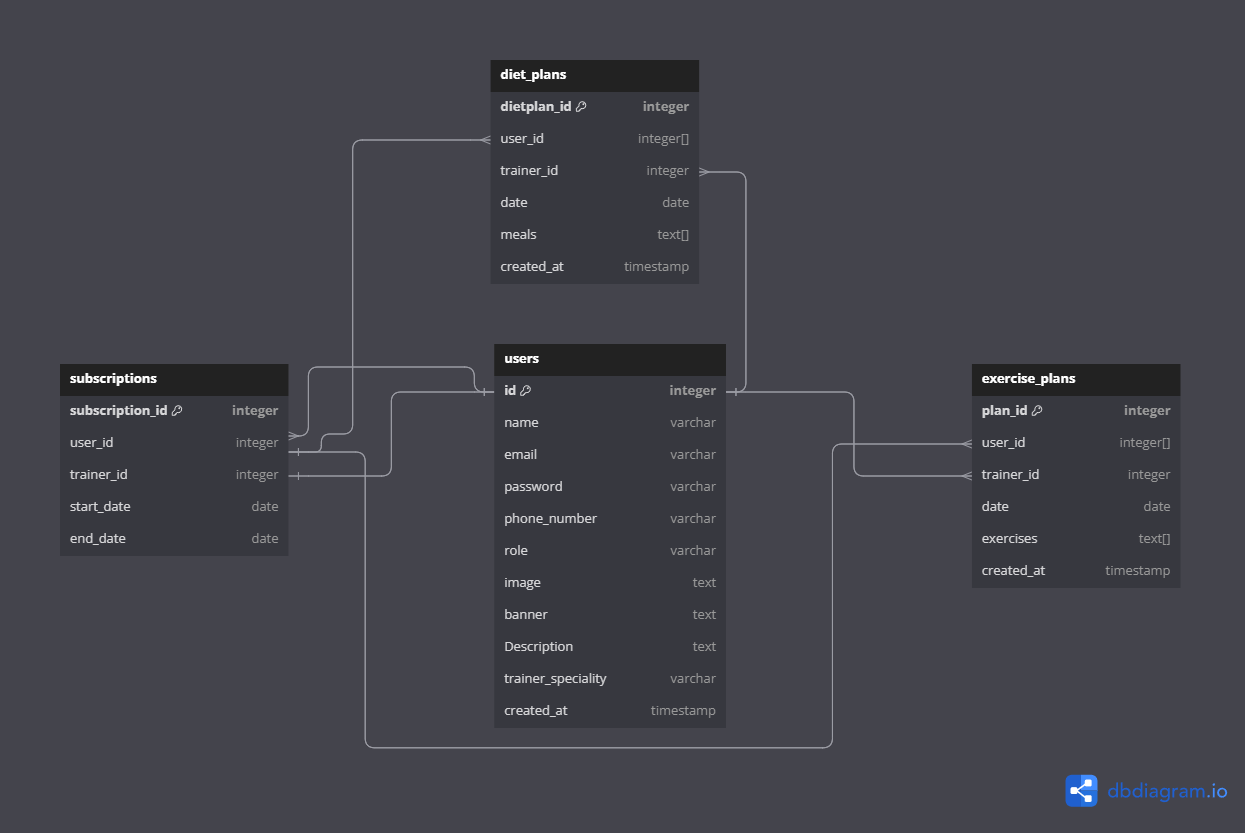 diet_plans
dietplan_id integer
user_id integer[]
trainer_id integer
date date
meals text[]
created_at timestamp
subscriptions
subscription_id integer
user_id integer
trainer_id integer
start_date date
end_date date
users
id integer
name varchar
email varchar
password varchar
phone_number varchar
role varchar
image text
banner text
Description text
trainer_speciality varchar
created_at timestamp
exercise_plans
plan_id integer
user_id integer[]
trainer_id integer
date date
exercises text[]
created_at timestamp
dbdiagram.io